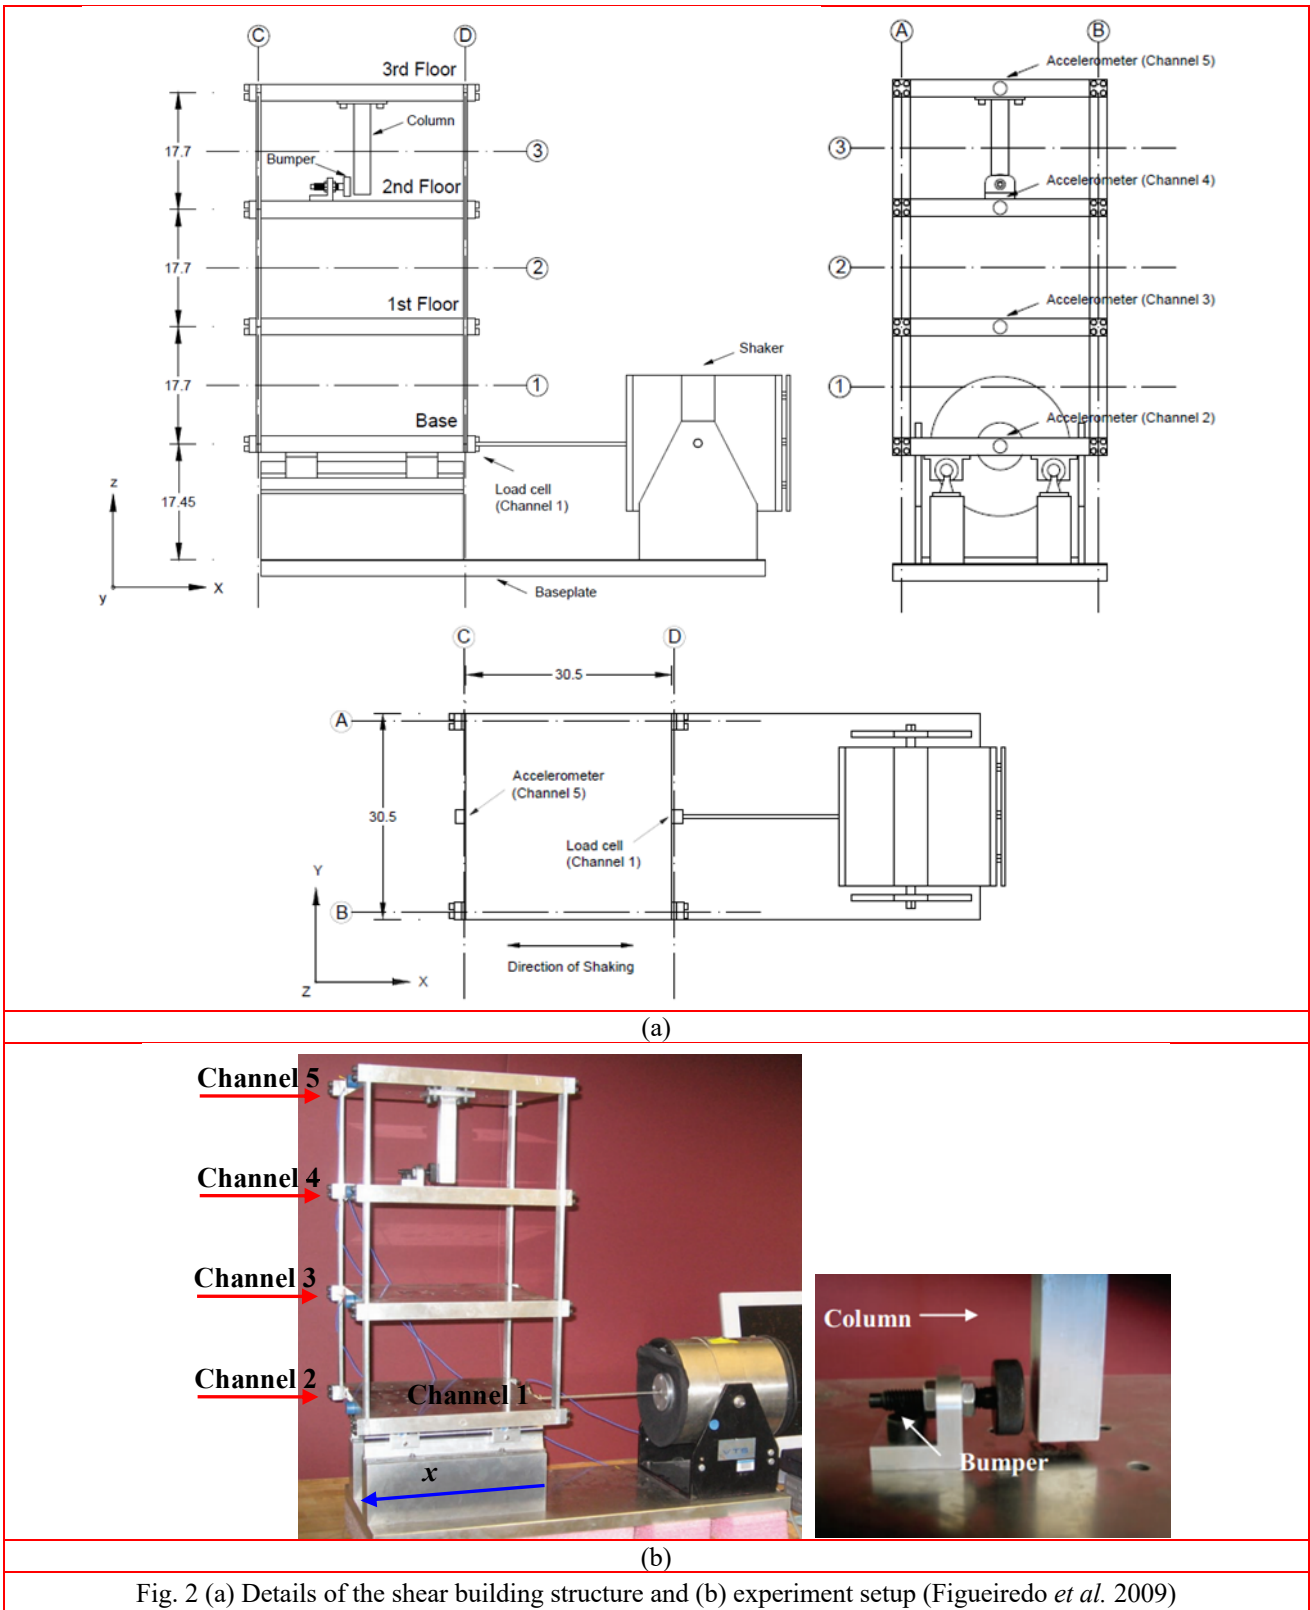 C
D
3rd Floor
Column
17.7
3
Bumper
2nd Floor
17.7
2
1st Floor
17.7
1
Shaker
Base
Load cell
(Channel 1)
z
17.45
X
y
Baseplate
A
B
Accelerometer (Channel 5)
3
Accelerometer (Channel 4)
2
Accelerometer (Channel 3)
1
Accelerometer (Channel 2)
C
D
30.5
A
Accelerometer
(Channel 5)
30.5
Load cell
(Channel 1)
Y
B
Direction of Shaking
X
Z
(a)
Channel 5
Channel 4
Channel 3
Channel 2
Channel 1
x
Column
Bumper
(b)
Fig. 2 (a) Details of the shear building structure and (b) experiment setup (Figueiredo et al. 2009)